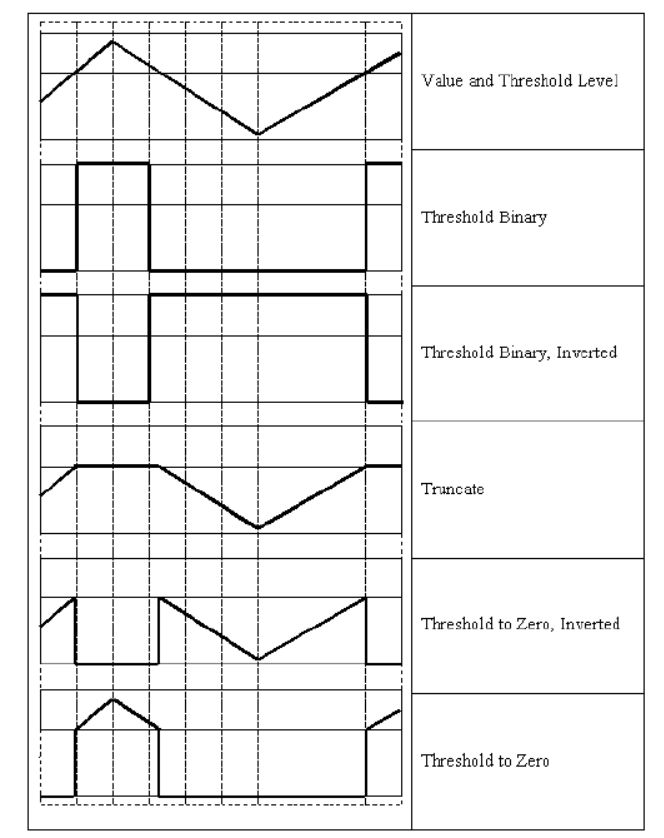 Value and Threshold Level
Threshold Binary
Threshold Binary, Inverted
Truncate
Threshold to Zero, Inverted
Threshold to Zero